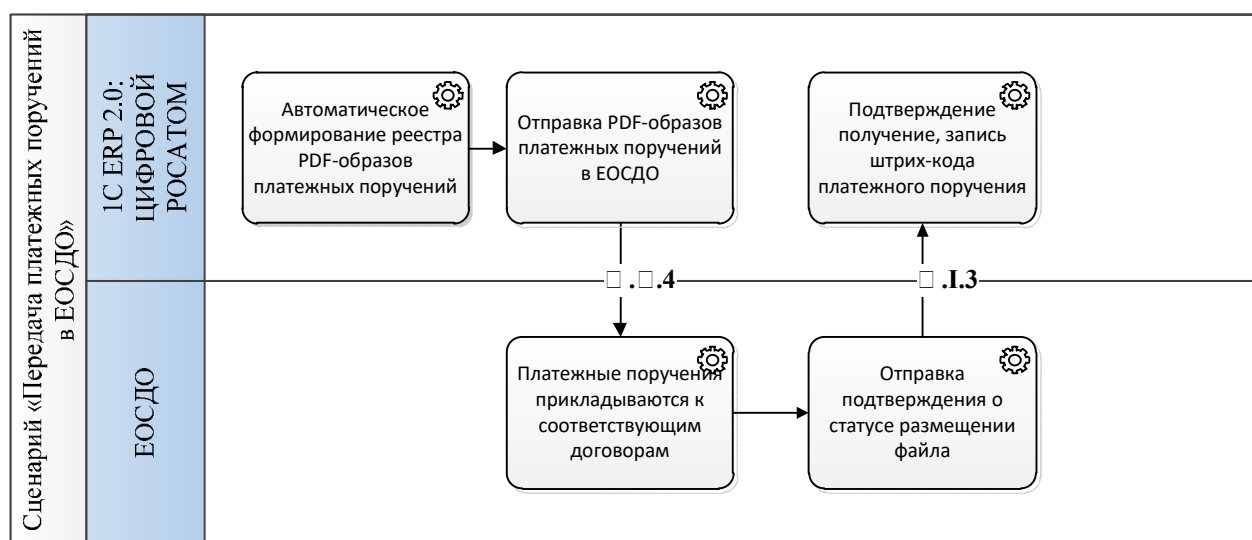 Сценарий «Передача платежных поручений
в ЕОСДО»
1С ERP 2.0:
ЦИФРОВОЙ
РОСАТОМ
Автоматическое
формирование реестра
PDF-образов
платежных поручений
Отправка PDF-образов
платежных поручений
в ЕОСДО
Подтверждение
получение, запись
штрих-кода
платежного поручения
□ .□.4
□ .I.3
ЕОСДО
Платежные поручения
прикладываются к
соответствующим
договорам
Отправка
подтверждения о
статусе размещении
файла